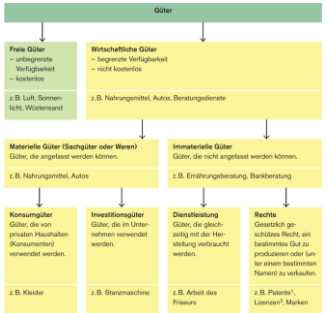 Güter
Freie Güter
– unbegrenzte
Verfügbarkeit
– kostenlos
z.B. Luft, Sonnen-
licht, Wüstensand
Wirtschaftliche Güter
– begrenzte Verfügbarkeit
– nicht kostenlos
z.B. Nahrungsmittel, Autos, Beratungsdienste
Materielle Güter (Sachgüter oder Waren)
Güter, die angefasst werden können.
z.B. Nahrungsmittel, Autos
Immaterielle Güter
Güter, die nicht angefasst werden können.
z.B. Ernährungsberatung, Bankberatung
Konsumgüter
Güter, die von
privaten Haushalten
(Konsumenten)
verwendet werden.
z.B. Kleider
Investitionsgüter
Güter, die im Unter-
nehmen verwendet
werden.
z.B. Stanzmaschine
Dienstleistung
Güter, die gleich-
zeitig mit der Her-
stellung verbraucht
werden.
z.B. Arbeit des
Friseurs
Rechte
Gesetzlich ge-
schützes Recht, ein
bestimmtes Gut zu
produzieren oder (un-
ter einem bestimmten
Namen) zu verkaufen.
z.B. Patente¹,
Lizenzen², Marken